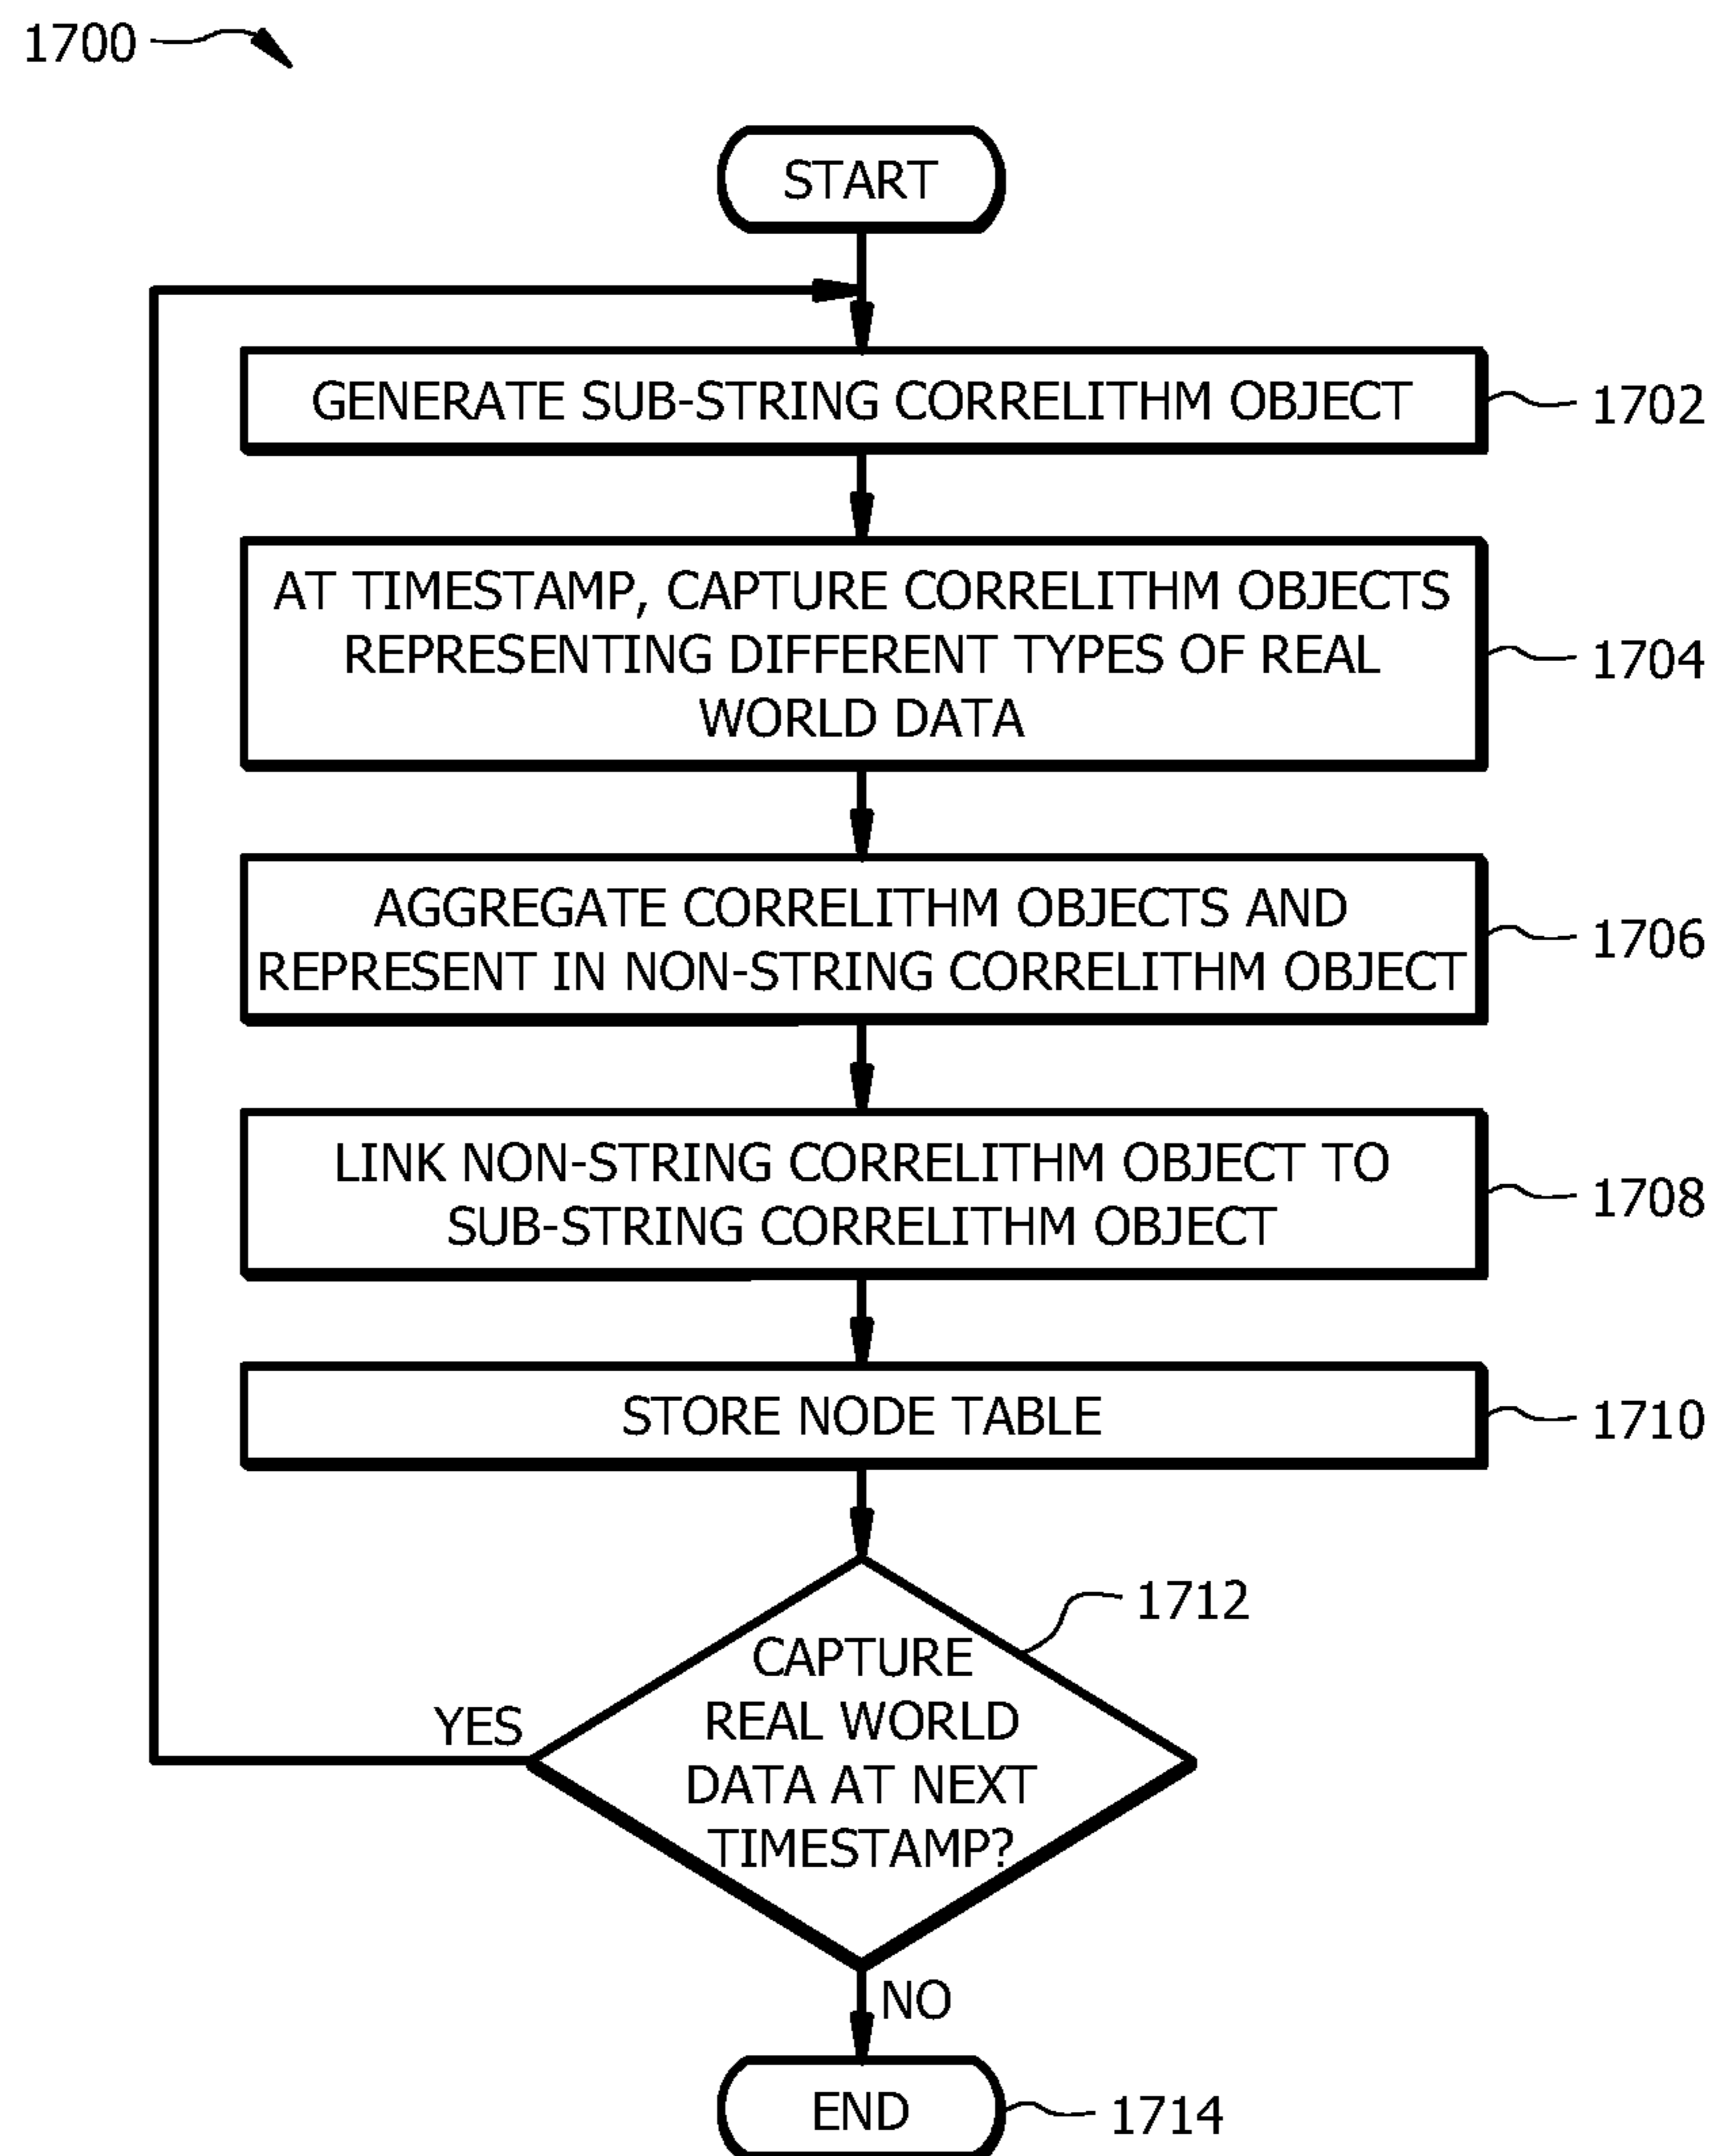 1700
START
GENERATE SUB-STRING CORRELITHM OBJECT
1702
AT TIMESTAMP, CAPTURE CORRELITHM OBJECTS
REPRESENTING DIFFERENT TYPES OF REAL
WORLD DATA
1704
AGGREGATE CORRELITHM OBJECTS AND
REPRESENT IN NON-STRING CORRELITHM OBJECT
1706
LINK NON-STRING CORRELITHM OBJECT TO
SUB-STRING CORRELITHM OBJECT
1708
STORE NODE TABLE
1710
1712
CAPTURE
REAL WORLD
DATA AT NEXT
TIMESTAMP?
YES
NO
END
1714